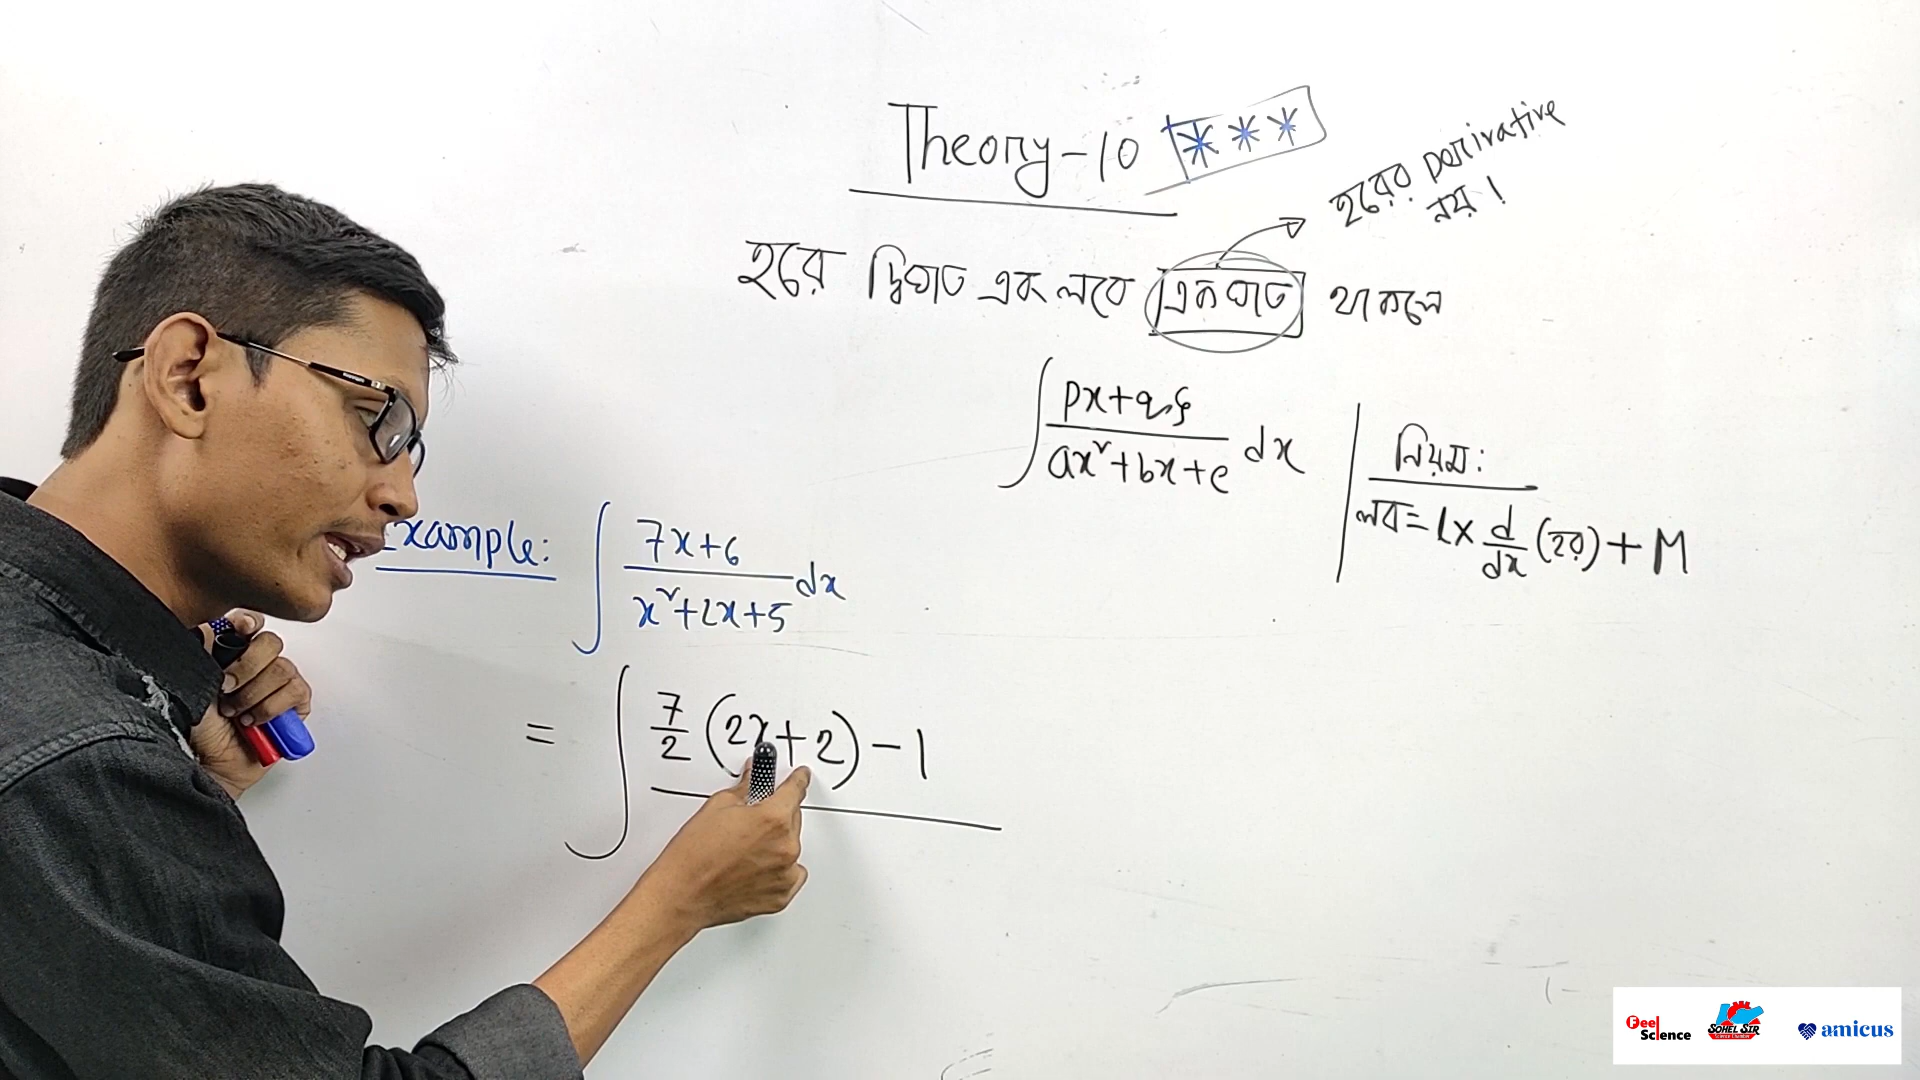 Theory-10 ***
হরের Derivative
নয়।
হরে দ্বিঘাত এবং লবে একঘাত থাকলে
∫ px+q / ax²+bx+c dx
নিয়ম:
লব = l × d/dx (হর) + M
Example: ∫ 7x+6 / x²+2x+5 dx
= ∫ 7/2 (2x+2) - 1
Feel Science
SOHEL SIR
amicus